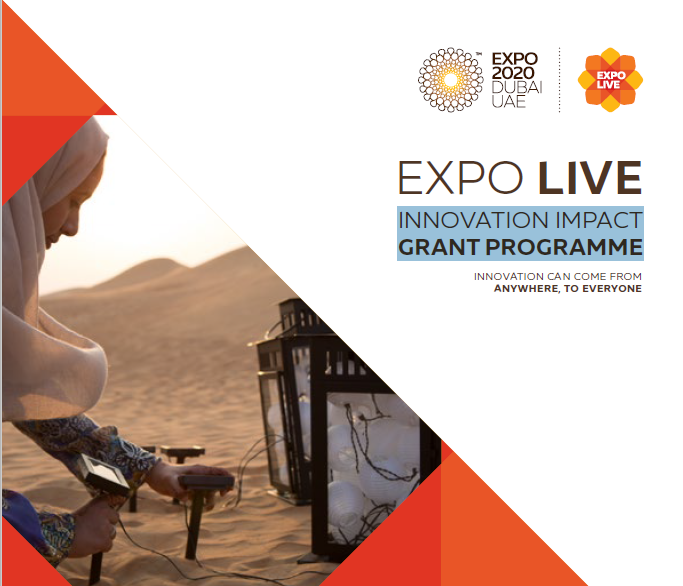 EXPO
2020
DUBAI
UAE
™
EXPO
LIVE
EXPO LIVE
INNOVATION IMPACT
GRANT PROGRAMME
INNOVATION CAN COME FROM
ANYWHERE, TO EVERYONE